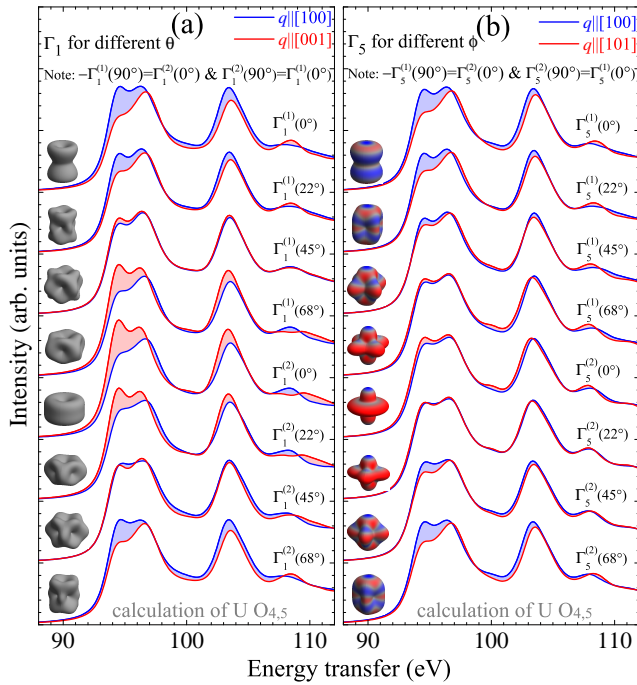 (a)
q||[100]
q||[001]
Γ₁ for different θ
Note: −Γ₁⁽¹⁾(90°)=Γ₁⁽²⁾(0°) & Γ₁⁽²⁾(90°)=Γ₁⁽¹⁾(0°)
Γ₁⁽¹⁾(0°)
Γ₁⁽¹⁾(22°)
Γ₁⁽¹⁾(45°)
Γ₁⁽¹⁾(68°)
Γ₁⁽²⁾(0°)
Γ₁⁽²⁾(22°)
Γ₁⁽²⁾(45°)
Γ₁⁽²⁾(68°)
calculation of U O₄,₅
(b)
q||[100]
q||[101]
Γ₅ for different ϕ
Note: −Γ₅⁽¹⁾(90°)=Γ₅⁽²⁾(0°) & Γ₅⁽²⁾(90°)=Γ₅⁽¹⁾(0°)
Γ₅⁽¹⁾(0°)
Γ₅⁽¹⁾(22°)
Γ₅⁽¹⁾(45°)
Γ₅⁽¹⁾(68°)
Γ₅⁽²⁾(0°)
Γ₅⁽²⁾(22°)
Γ₅⁽²⁾(45°)
Γ₅⁽²⁾(68°)
calculation of U O₄,₅
Intensity (arb. units)
90 100 110
90 100 110
Energy transfer (eV)